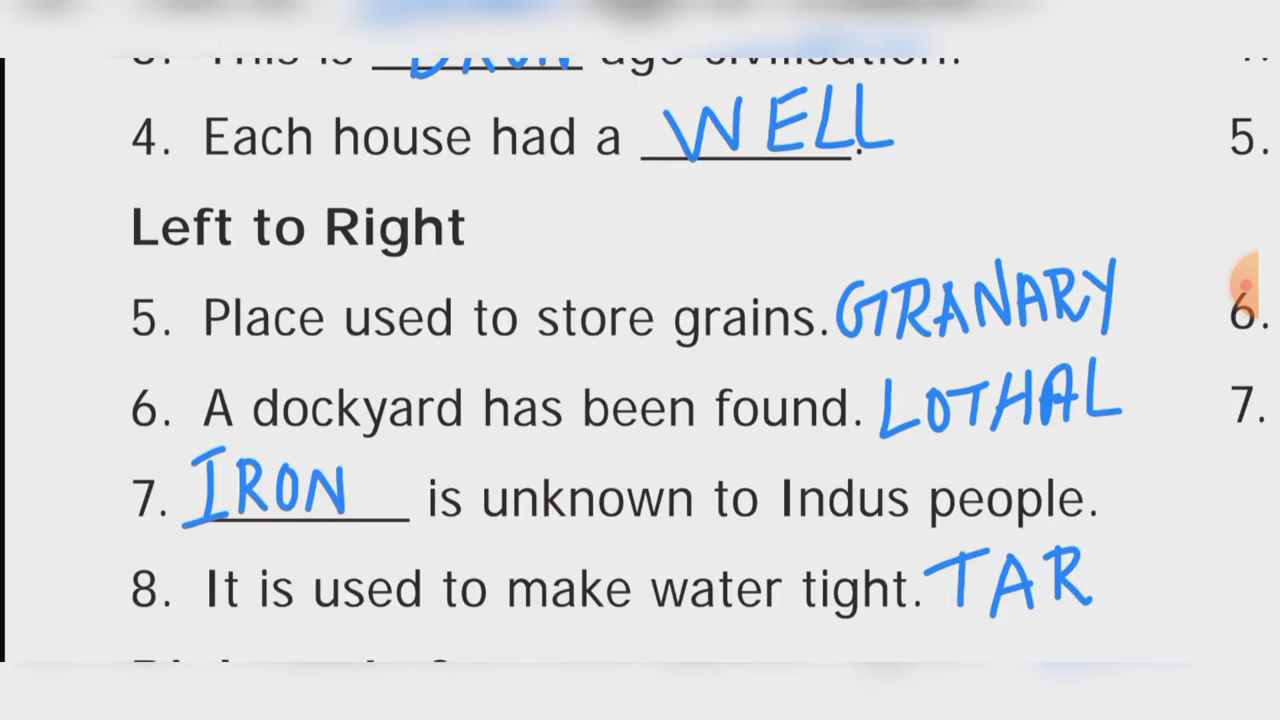 4. Each house had a WELL.
5.
Left to Right
5. Place used to store grains. GRANARY
6.
6. A dockyard has been found. LOTHAL
7.
7. IRON is unknown to Indus people.
8. It is used to make water tight. TAR